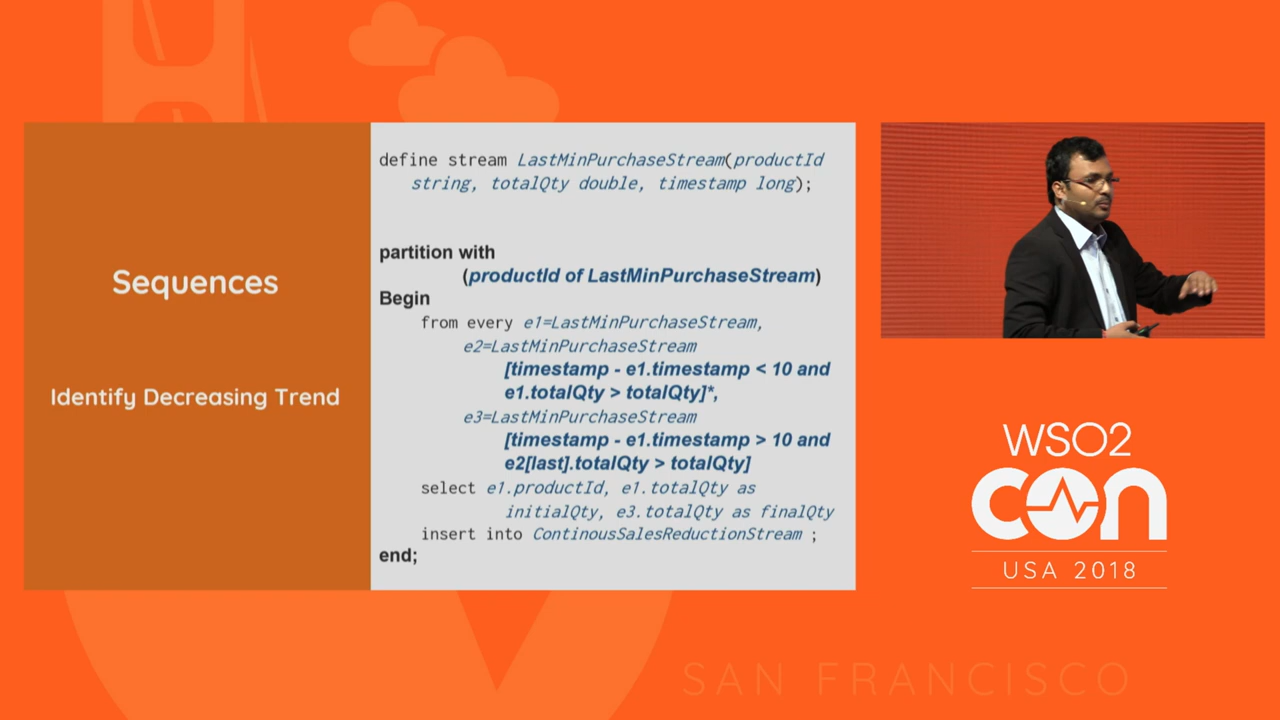 Sequences
Identify Decreasing Trend
define stream LastMinPurchaseStream(productId
string, totalQty double, timestamp long);
partition with
(productId of LastMinPurchaseStream)
Begin
from every e1=LastMinPurchaseStream,
e2=LastMinPurchaseStream
[timestamp - e1.timestamp < 10 and
e1.totalQty > totalQty]*,
e3=LastMinPurchaseStream
[timestamp - e1.timestamp > 10 and
e2[last].totalQty > totalQty]
select e1.productId, e1.totalQty as
initialQty, e3.totalQty as finalQty
insert into ContinousSalesReductionStream ;
end;
WSO2
con
USA 2018
SAN FRANCISCO